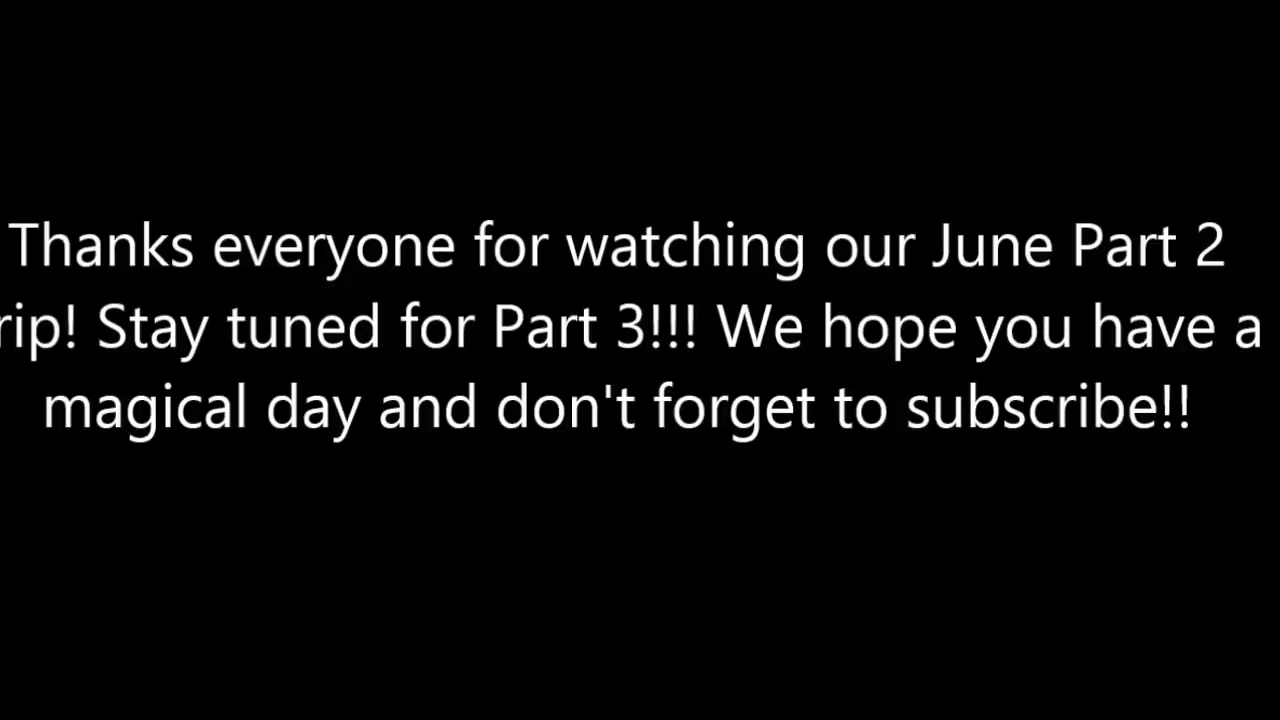 Thanks everyone for watching our June Part 2
rip! Stay tuned for Part 3!!! We hope you have a
magical day and don't forget to subscribe!!